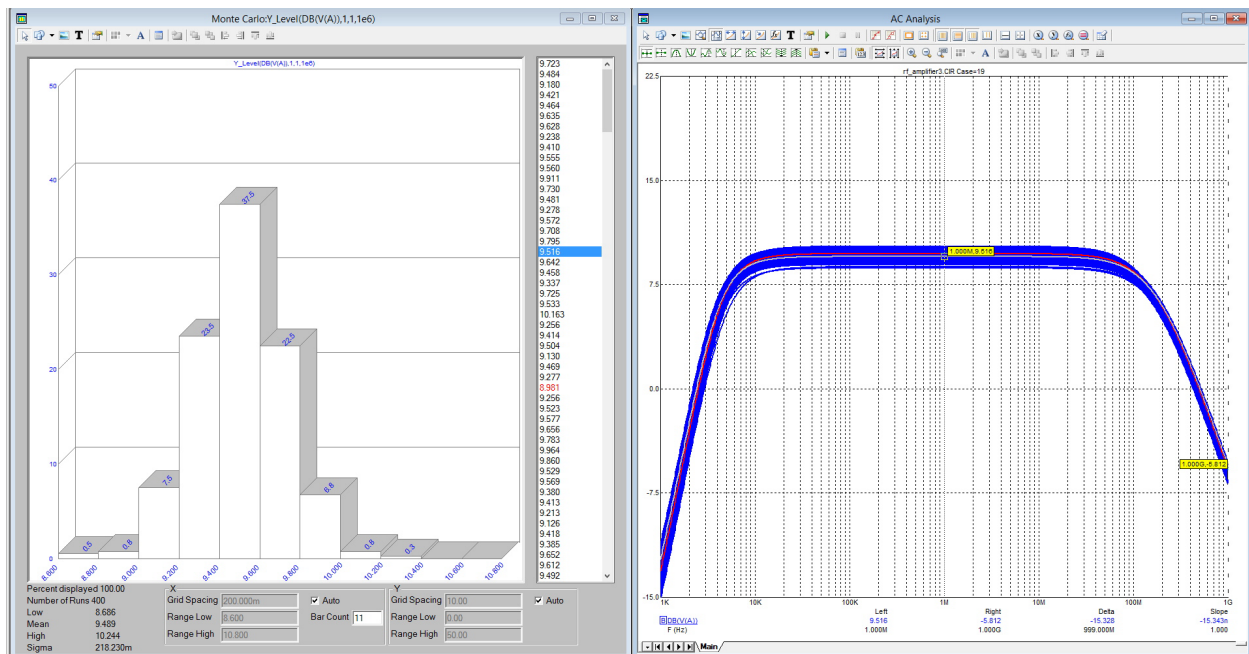 Monte Carlo:Y_Level(DB(V(A)),1,1,1e6)
T
A
Y_Level(DB(V(A)),1,1,1e6)
50
40
30
20
10
0
0.5
0.8
7.5
23.5
37.5
22.5
6.8
0.8
0.3
8.600
8.800
9.000
9.200
9.400
9.600
9.800
10.000
10.200
10.400
10.600
10.800
9.723
9.484
9.180
9.421
9.464
9.635
9.628
9.238
9.410
9.555
9.560
9.911
9.730
9.481
9.278
9.572
9.708
9.795
9.516
9.642
9.458
9.337
9.725
9.533
10.163
9.256
9.414
9.504
9.130
9.469
9.277
8.981
9.256
9.523
9.577
9.656
9.783
9.964
9.860
9.529
9.569
9.380
9.413
9.213
9.126
9.418
9.385
9.652
9.612
9.492
Percent displayed 100.00
Number of Runs 400
Low 8.686
Mean 9.489
High 10.244
Sigma 218.230m
X
Grid Spacing 200.000m Auto
Range Low 8.600 Bar Count 11
Range High 10.800
Y
Grid Spacing 10.00 Auto
Range Low 0.00
Range High 50.00
AC Analysis
T
A
rf_amplifier3.CIR Case=19
22.5
15.0
7.5
0.0
-7.5
-15.0
1.000M,9.516
1.000G,-5.812
1K 10K 100K 1M 10M 100M 1G
Left Right Delta Slope
DB(V(A)) 9.516 -5.812 -15.328 -15.343n
F (Hz) 1.000M 1.000G 999.000M 1.000
Main